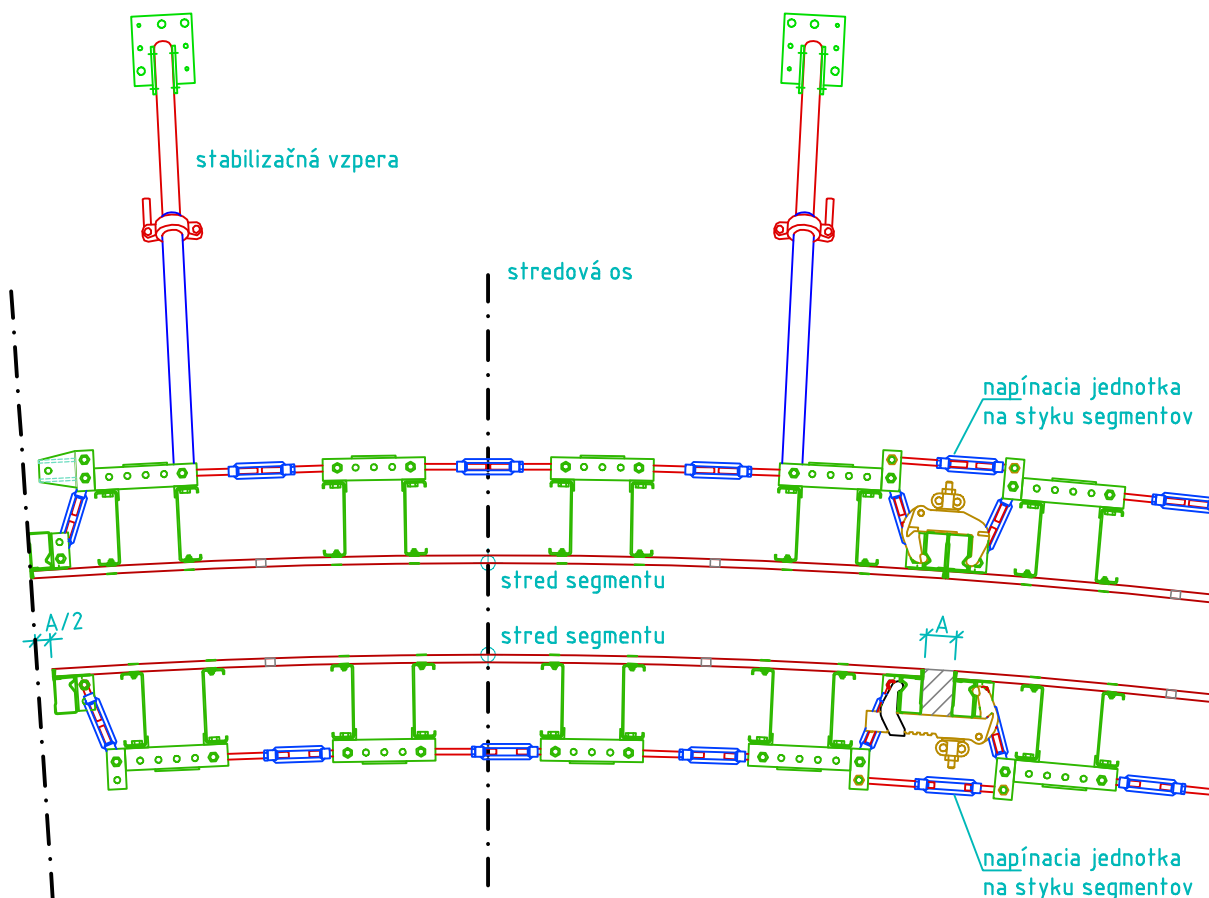 stabilizačná vzpera
stredová os
napínacia jednotka
na styku segmentov
stred segmentu
A/2
stred segmentu
A
napínacia jednotka
na styku segmentov